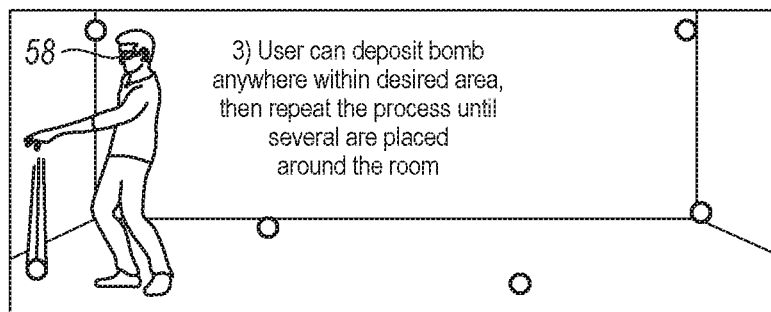 58
3) User can deposit bomb
anywhere within desired area,
then repeat the process until
several are placed
around the room